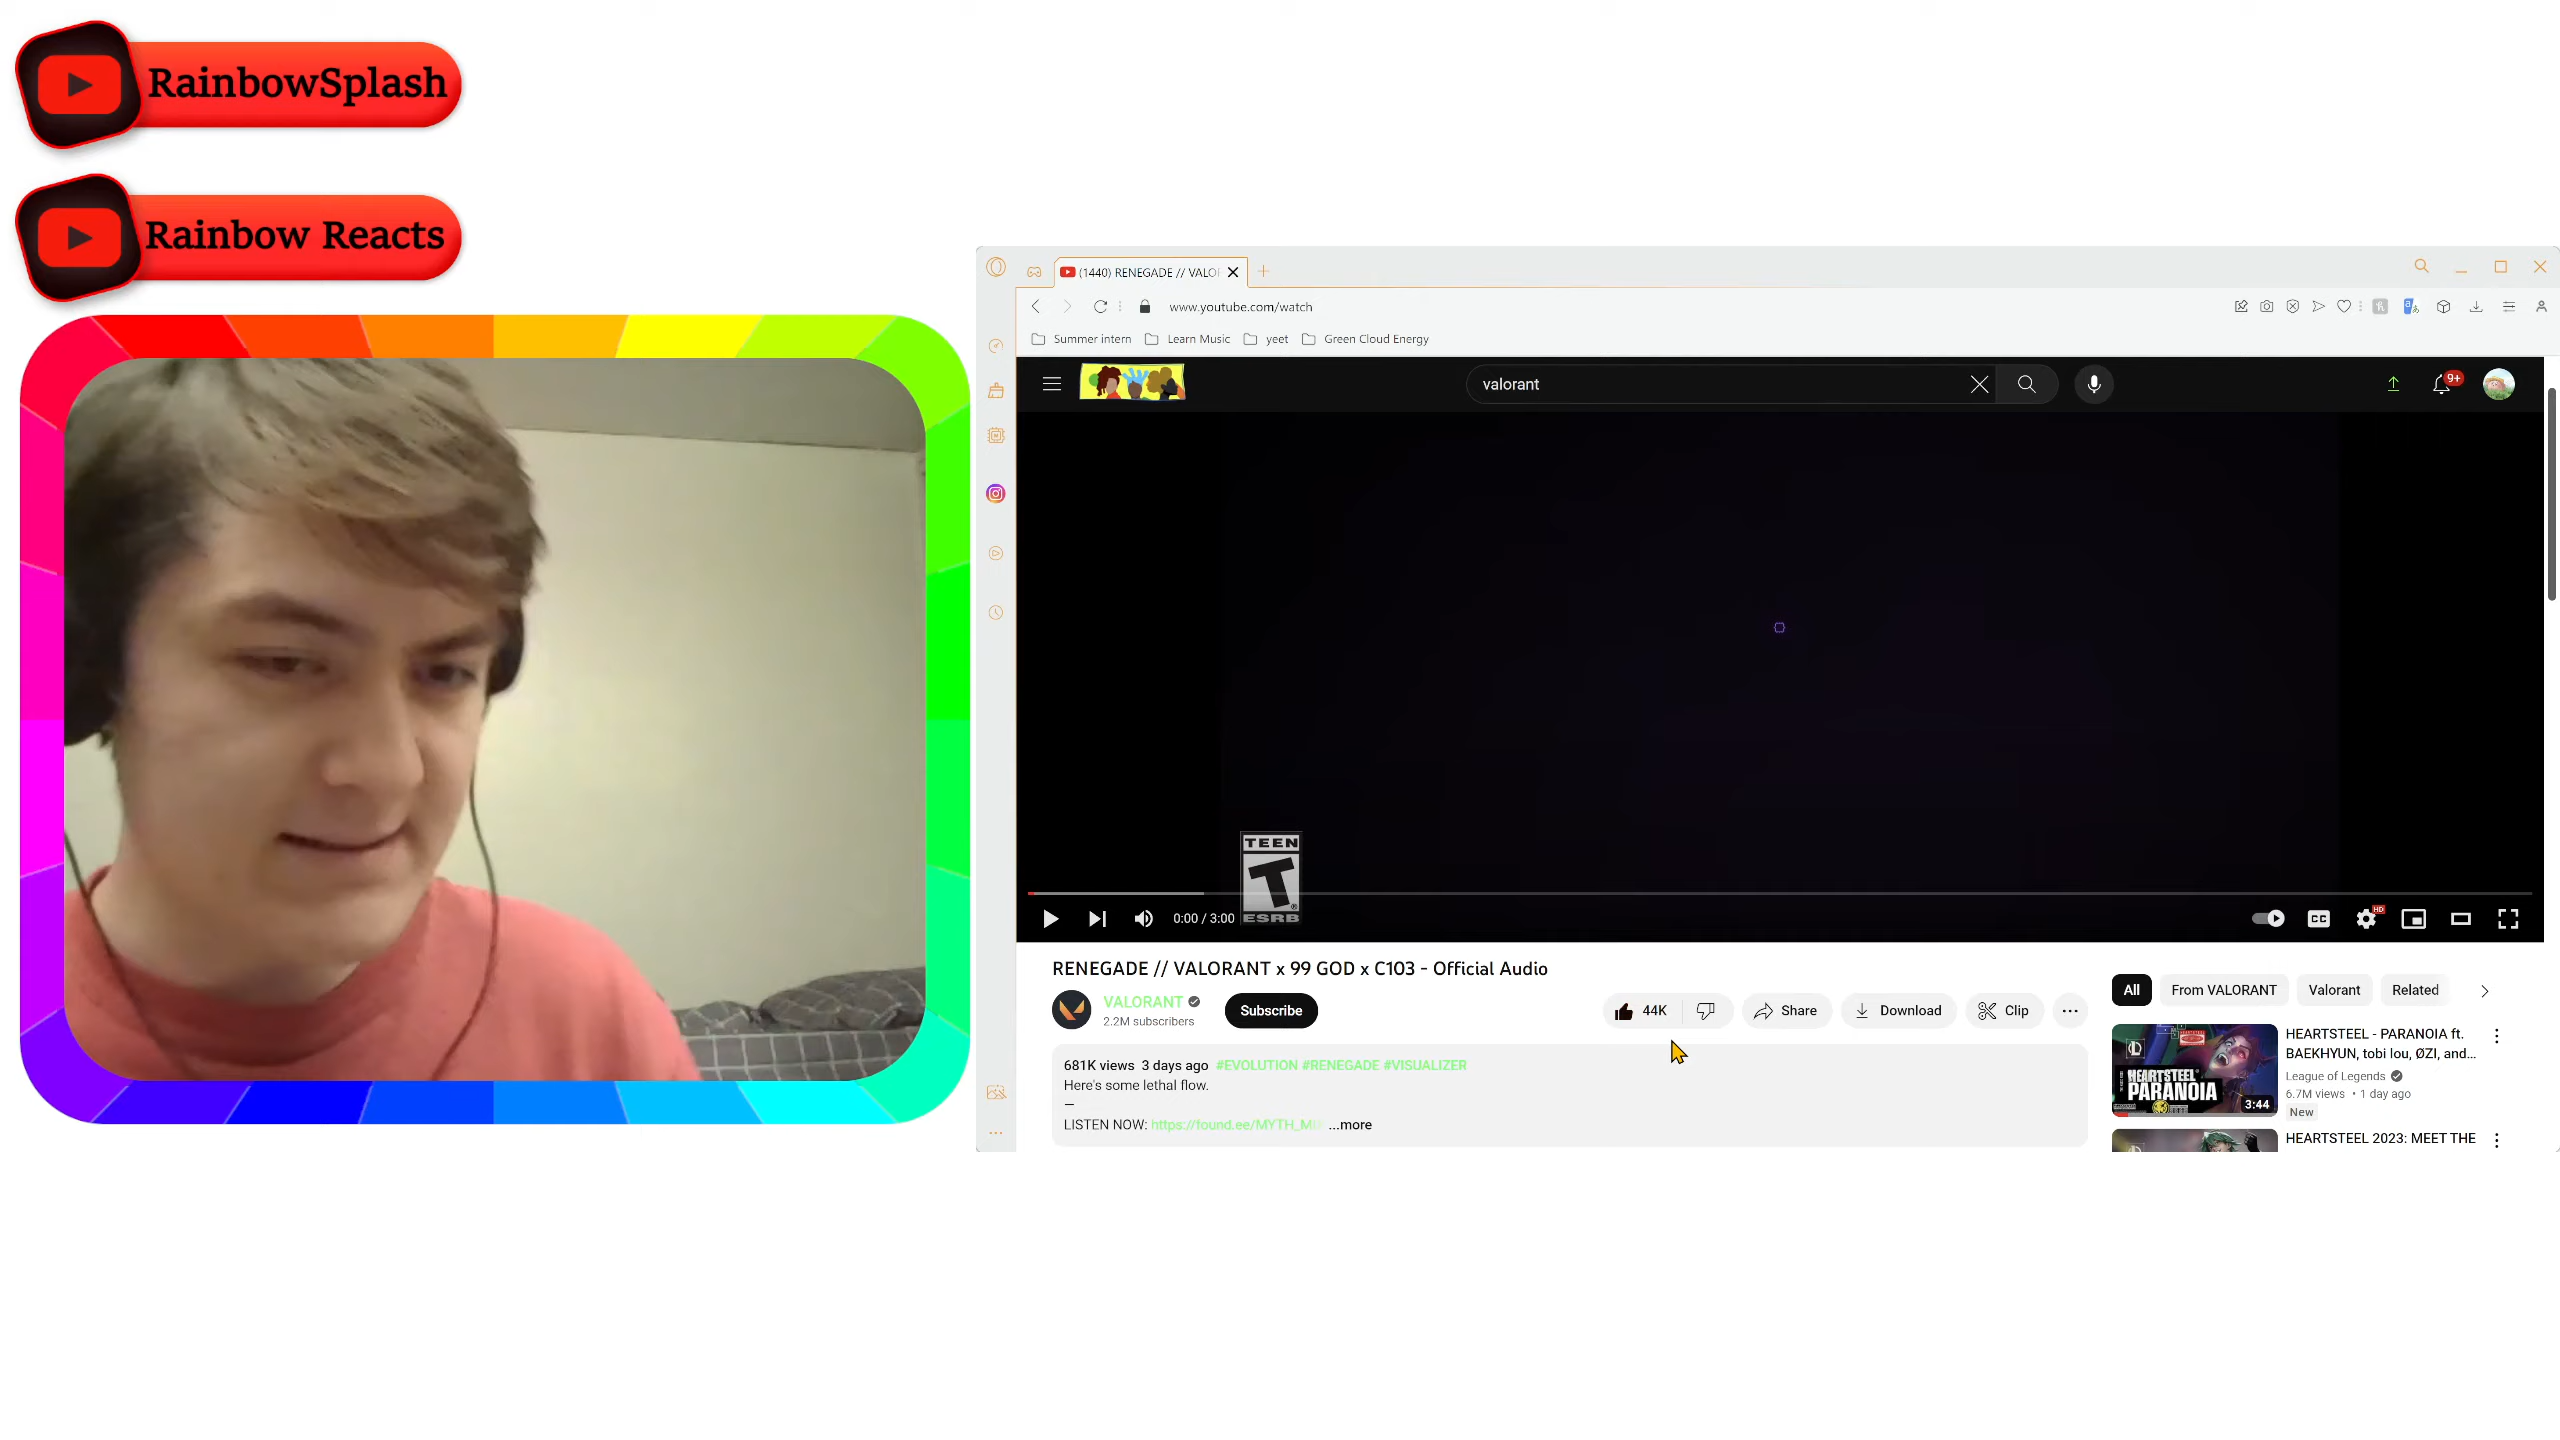 RainbowSplash
Rainbow Reacts
(1440) RENEGADE // VALO
www.youtube.com/watch
Summer intern
Learn Music
yeet
Green Cloud Energy
valorant
9+
TEEN
T
ESRB
0:00 / 3:00
CC
HD
RENEGADE // VALORANT x 99 GOD x C103 - Official Audio
VALORANT
2.2M subscribers
Subscribe
44K
Share
Download
Clip
681K views 3 days ago #EVOLUTION #RENEGADE #VISUALIZER
Here's some lethal flow.
—
LISTEN NOW: https://found.ee/MYTH_M ...more
All
From VALORANT
Valorant
Related
HEARTSTEEL
PARANOIA
3:44
HEARTSTEEL - PARANOIA ft.
BAEKHYUN, tobi lou, ØZI, and...
League of Legends
6.7M views • 1 day ago
New
HEARTSTEEL 2023: MEET THE